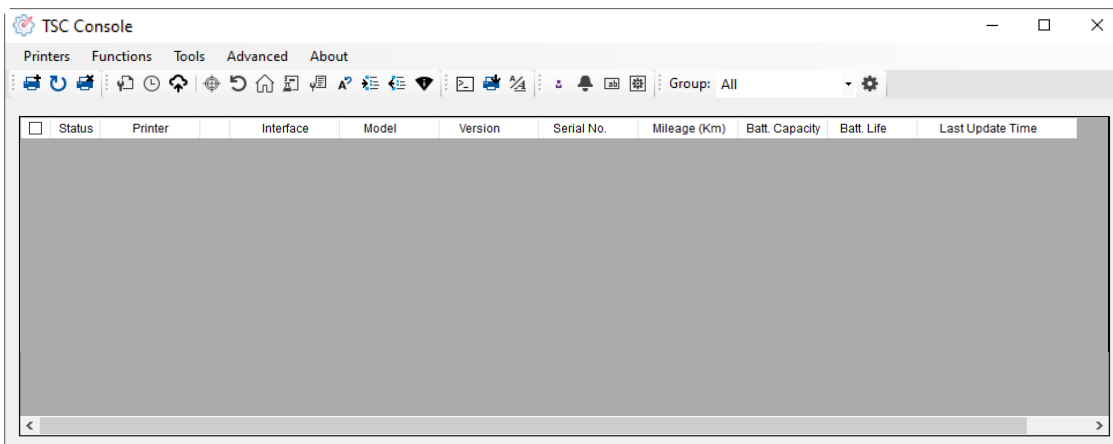 TSC Console
Printers Functions Tools Advanced About
Group: All
Status Printer Interface Model Version Serial No. Mileage (Km) Batt. Capacity Batt. Life Last Update Time